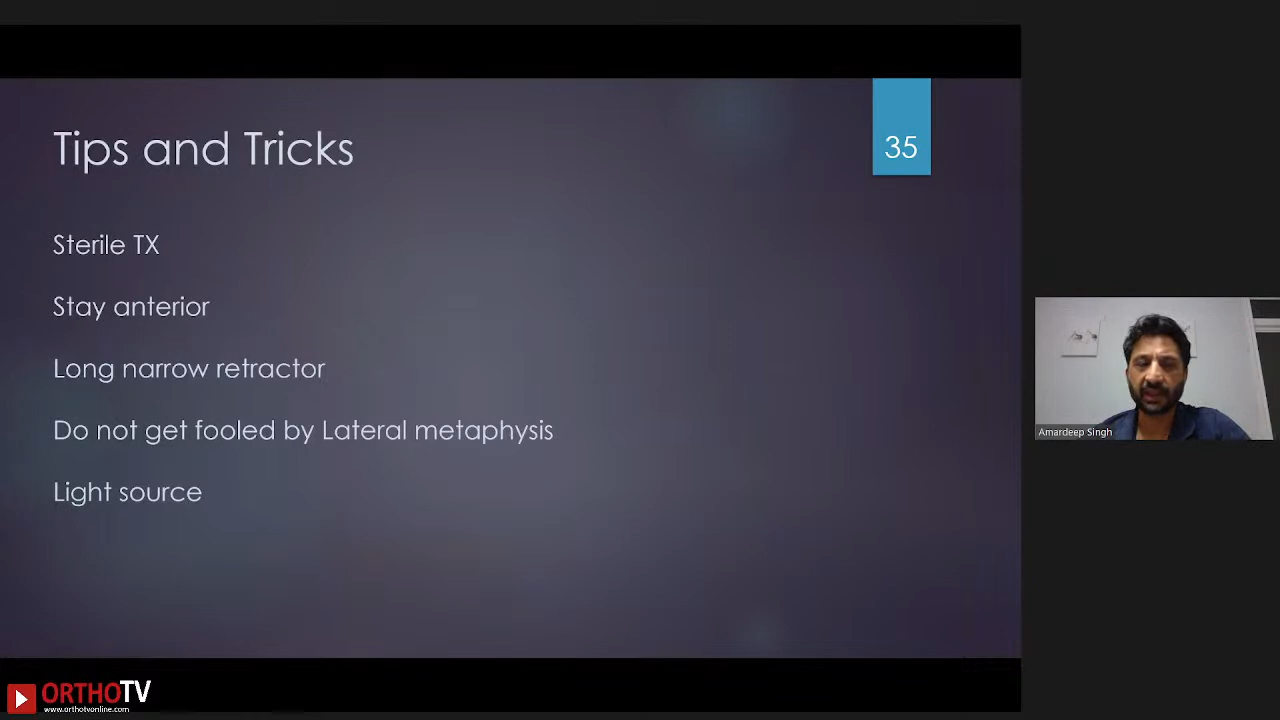 Tips and Tricks
35
Sterile TX
Stay anterior
Long narrow retractor
Do not get fooled by Lateral metaphysis
Light source
Amardeep Singh
ORTHOTV
www.orthotvonline.com